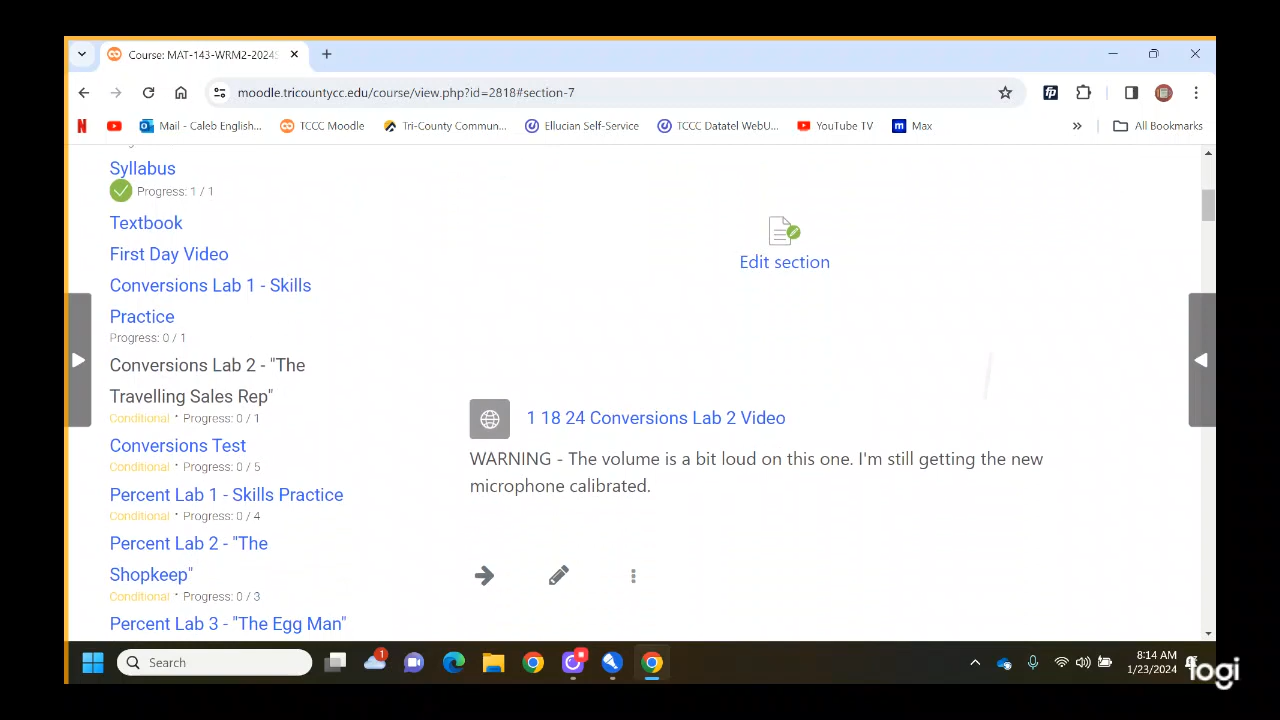 Course: MAT-143-WRM2-2024S
moodle.tricountycc.edu/course/view.php?id=2818#section-7
Mail - Caleb English... TCCC Moodle Tri-County Commun... Ellucian Self-Service TCCC Datatel WebU... YouTube TV m Max » All Bookmarks
Syllabus
Progress: 1 / 1
Textbook
First Day Video
Conversions Lab 1 - Skills
Practice
Progress: 0 / 1
Conversions Lab 2 - "The
Travelling Sales Rep"
Conditional · Progress: 0 / 1
Conversions Test
Conditional · Progress: 0 / 5
Percent Lab 1 - Skills Practice
Conditional · Progress: 0 / 4
Percent Lab 2 - "The
Shopkeep"
Conditional · Progress: 0 / 3
Percent Lab 3 - "The Egg Man"
Edit section
1 18 24 Conversions Lab 2 Video
WARNING - The volume is a bit loud on this one. I'm still getting the new
microphone calibrated.
Search
1
8:14 AM
1/23/2024
logi